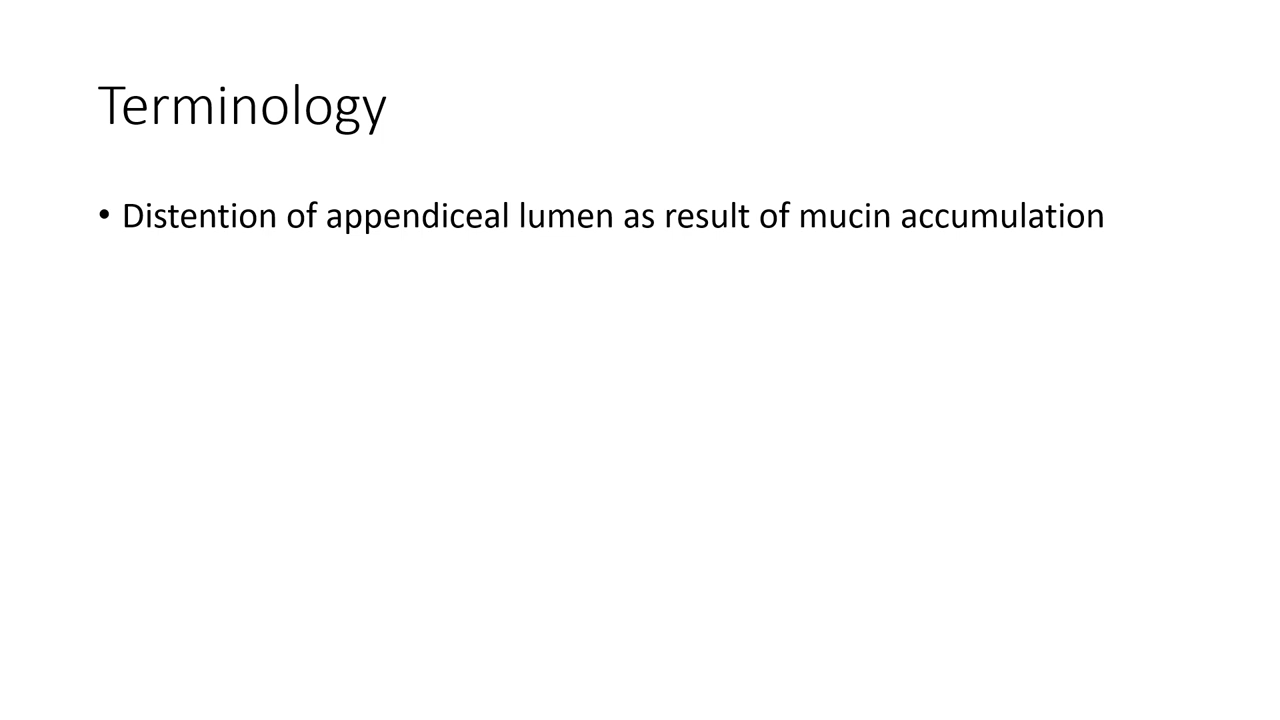 Terminology
• Distention of appendiceal lumen as result of mucin accumulation